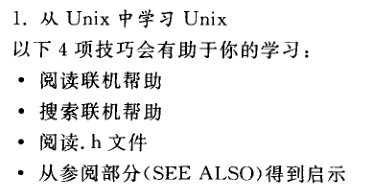 1. 从 Unix 中学习 Unix
以下 4 项技巧会有助于你的学习：
• 阅读联机帮助
• 搜索联机帮助
• 阅读.h 文件
• 从参阅部分(SEE ALSO)得到启示